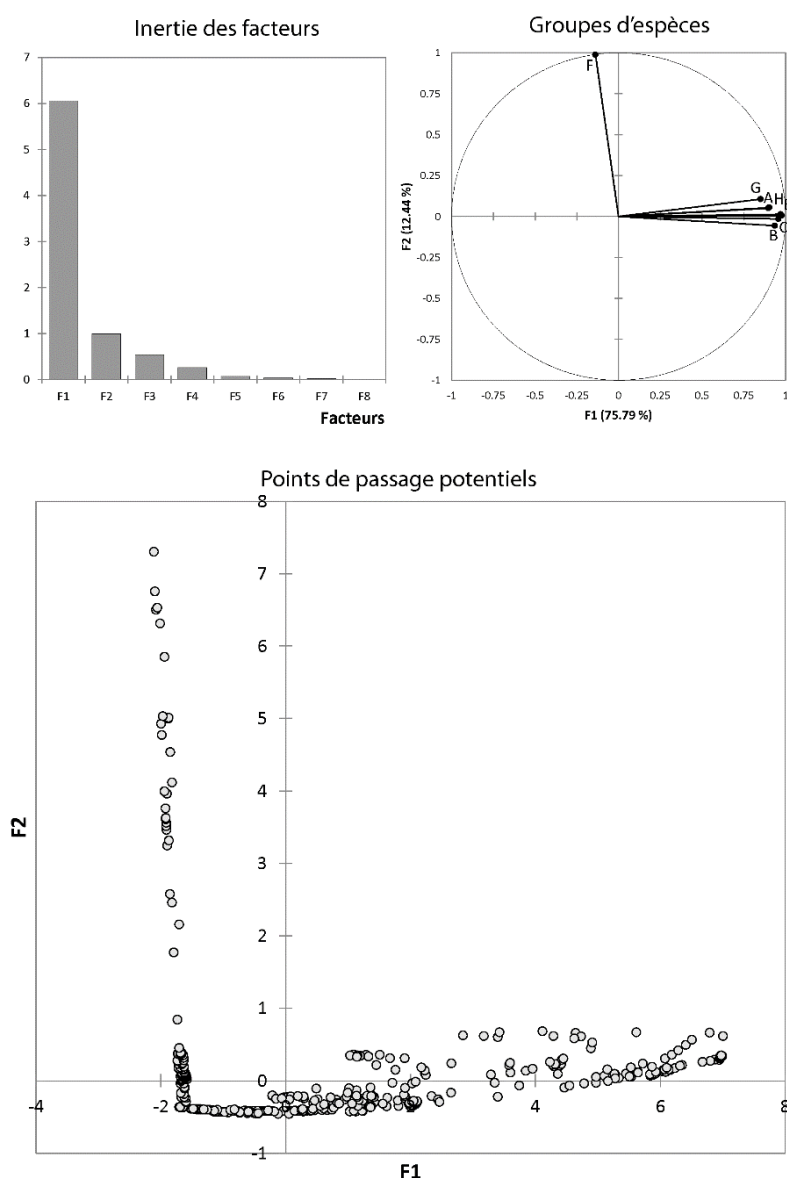 Inertie des facteurs
7
6
5
4
3
2
1
0
F1 F2 F3 F4 F5 F6 F7 F8
Facteurs
Groupes d'espèces
1
0.75
0.5
0.25
0
-0.25
-0.5
-0.75
-1
F2 (12.44 %)
F
G
A
H
B
C
-1 -0.75 -0.5 -0.25 0 0.25 0.5 0.75 1
F1 (75.79 %)
Points de passage potentiels
8
7
6
5
4
3
2
1
0
-1
F2
-4 -2 0 2 4 6 8
F1